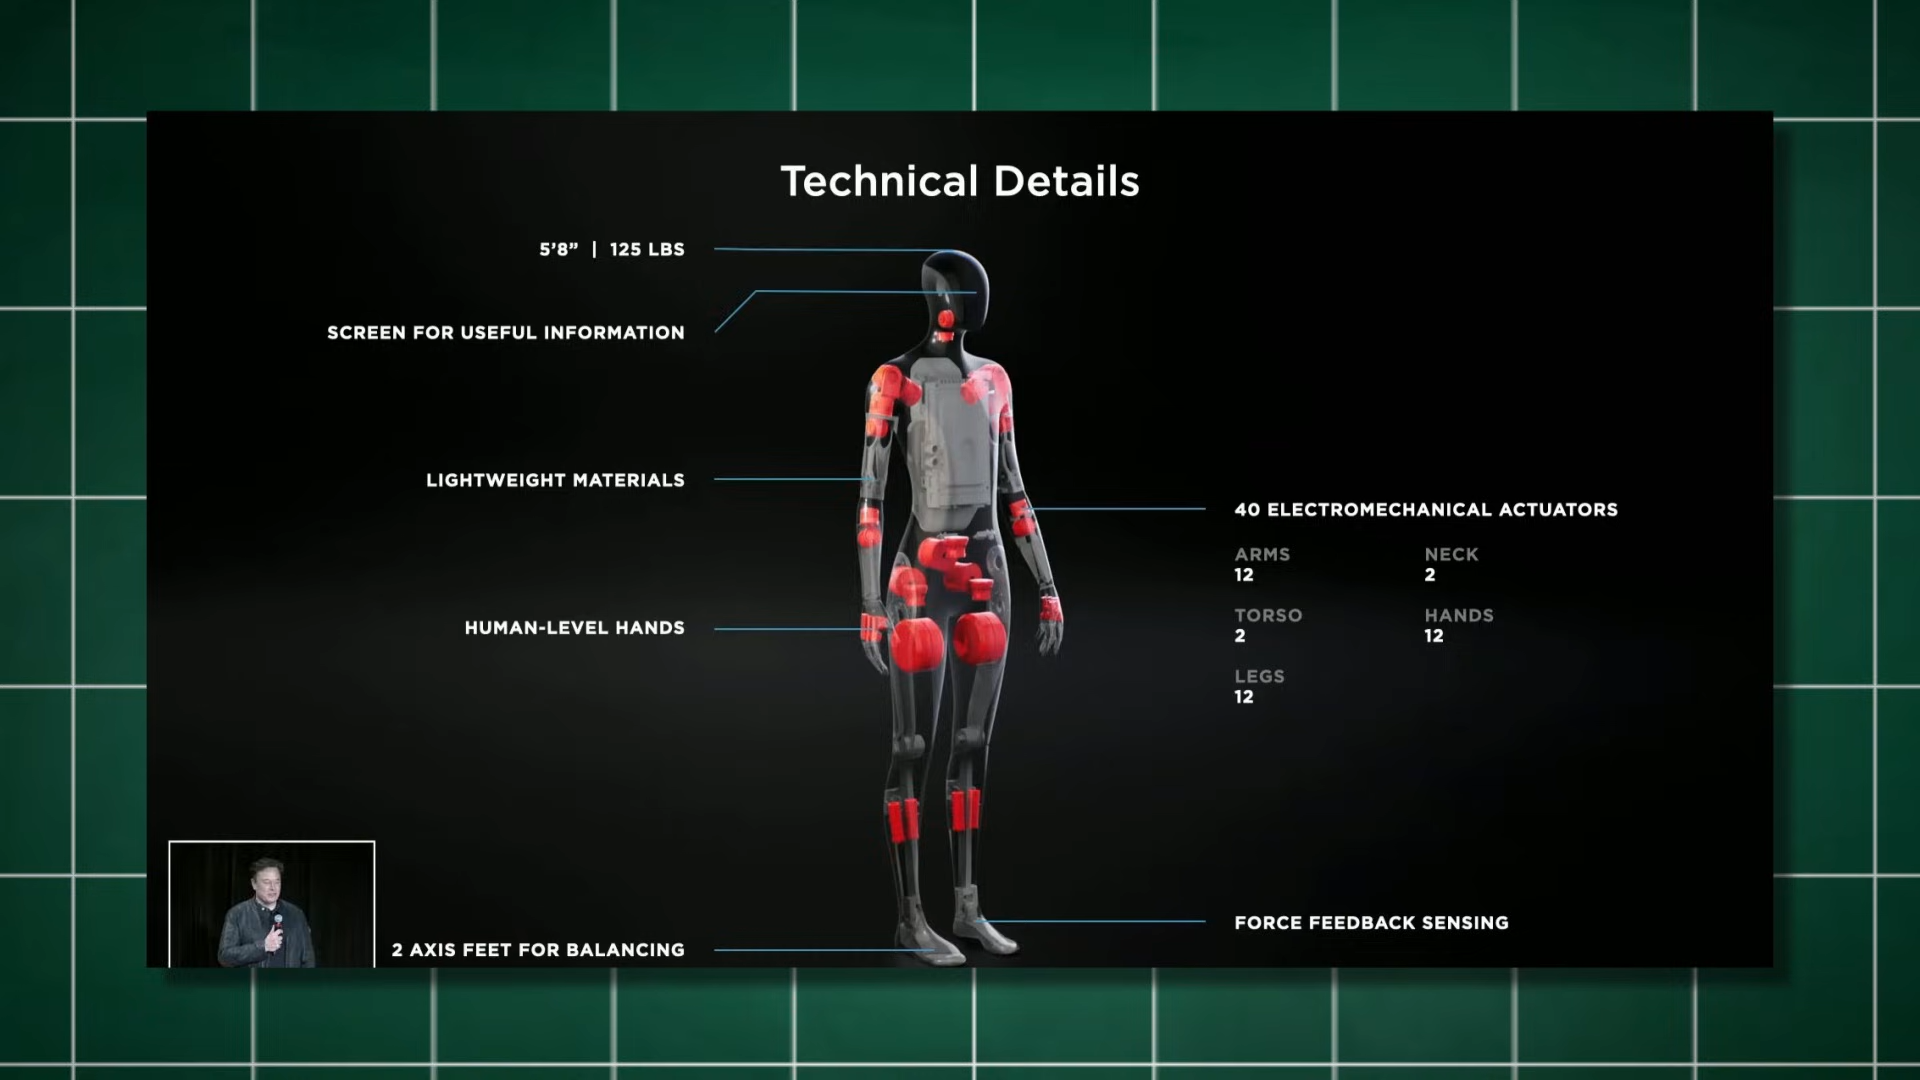 Technical Details
5’8” | 125 LBS
SCREEN FOR USEFUL INFORMATION
LIGHTWEIGHT MATERIALS
HUMAN-LEVEL HANDS
2 AXIS FEET FOR BALANCING
40 ELECTROMECHANICAL ACTUATORS
ARMS
12
NECK
2
TORSO
2
HANDS
12
LEGS
12
FORCE FEEDBACK SENSING